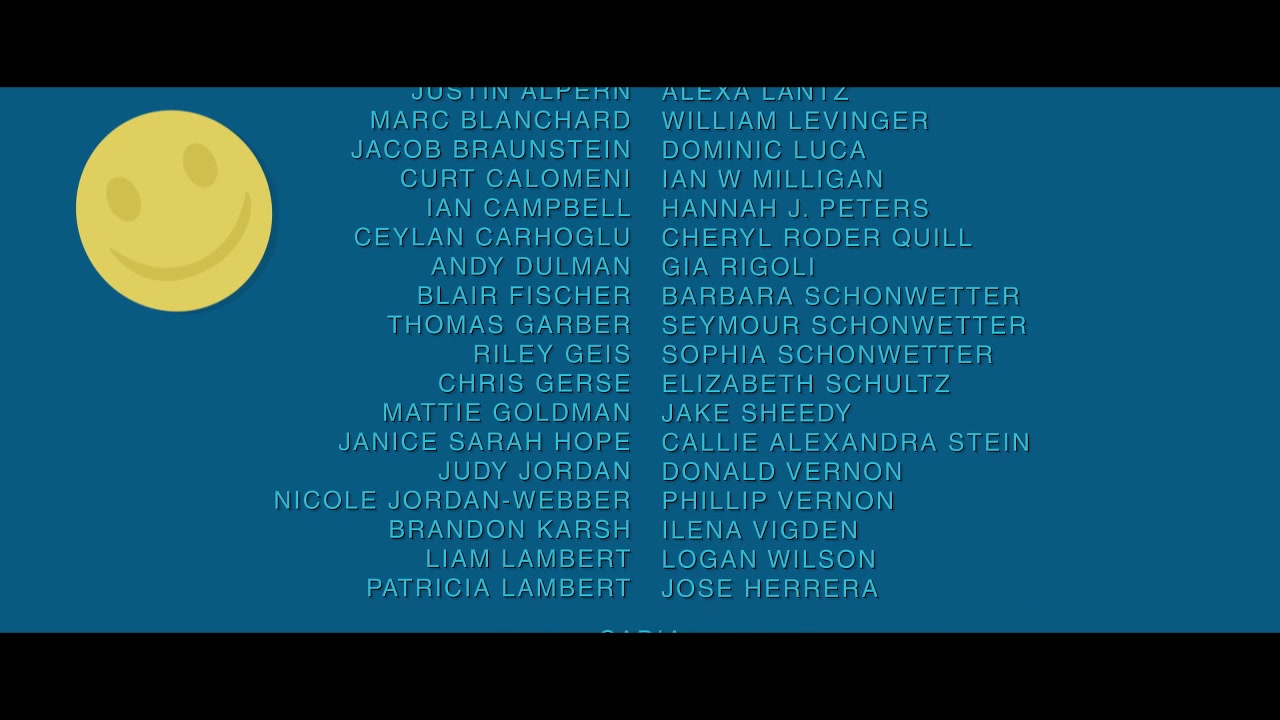 JUSTIN ALPERN ALEXA LANTZ
MARC BLANCHARD WILLIAM LEVINGER
JACOB BRAUNSTEIN DOMINIC LUCA
CURT CALOMENI IAN W MILLIGAN
IAN CAMPBELL HANNAH J. PETERS
CEYLAN CARHOGLU CHERYL RODER QUILL
ANDY DULMAN GIA RIGOLI
BLAIR FISCHER BARBARA SCHONWETTER
THOMAS GARBER SEYMOUR SCHONWETTER
RILEY GEIS SOPHIA SCHONWETTER
CHRIS GERSE ELIZABETH SCHULTZ
MATTIE GOLDMAN JAKE SHEEDY
JANICE SARAH HOPE CALLIE ALEXANDRA STEIN
JUDY JORDAN DONALD VERNON
NICOLE JORDAN-WEBBER PHILLIP VERNON
BRANDON KARSH ILENA VIGDEN
LIAM LAMBERT LOGAN WILSON
PATRICIA LAMBERT JOSE HERRERA